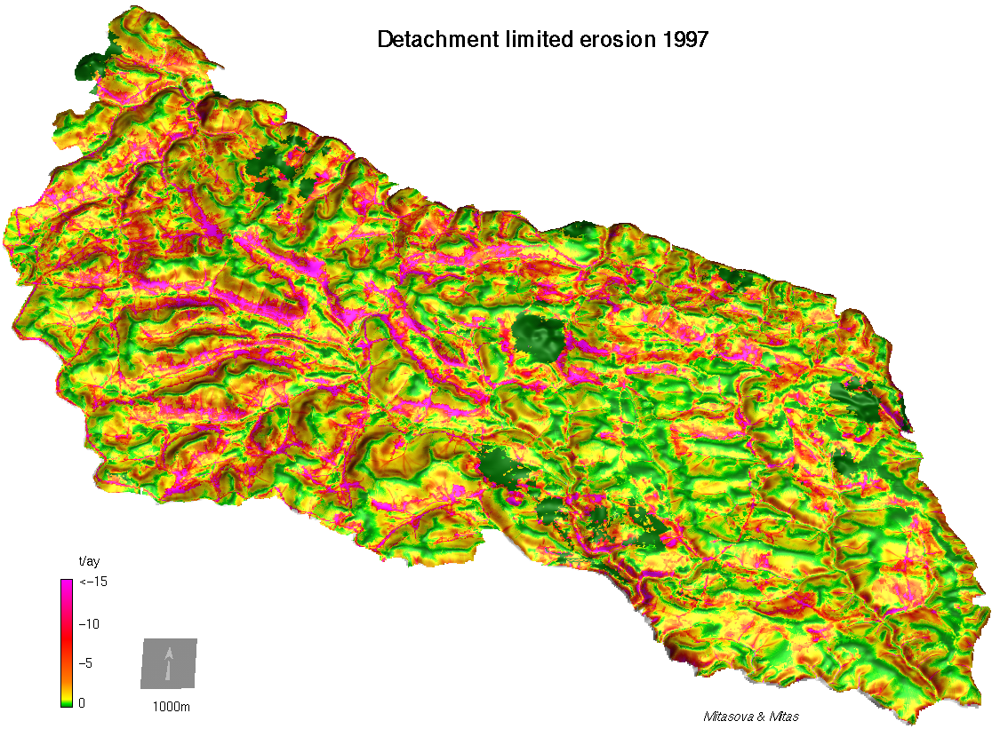 Detachment limited erosion 1997
t/ay
<-15
-10
-5
0
1000m
Mitasova & Mitas